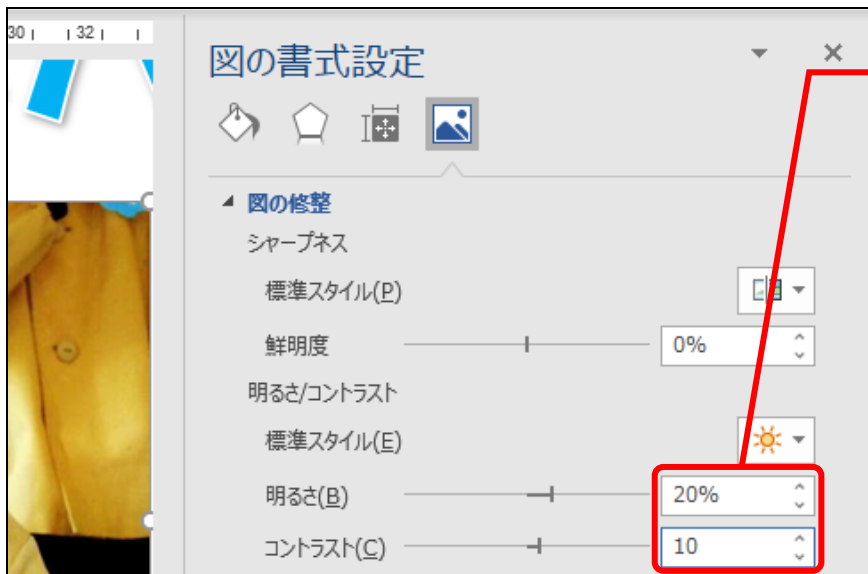 30 32
図の書式設定
図の修整
シャープネス
標準スタイル(P)
鮮明度 0%
明るさ/コントラスト
標準スタイル(E)
明るさ(B) 20%
コントラスト(C) 10